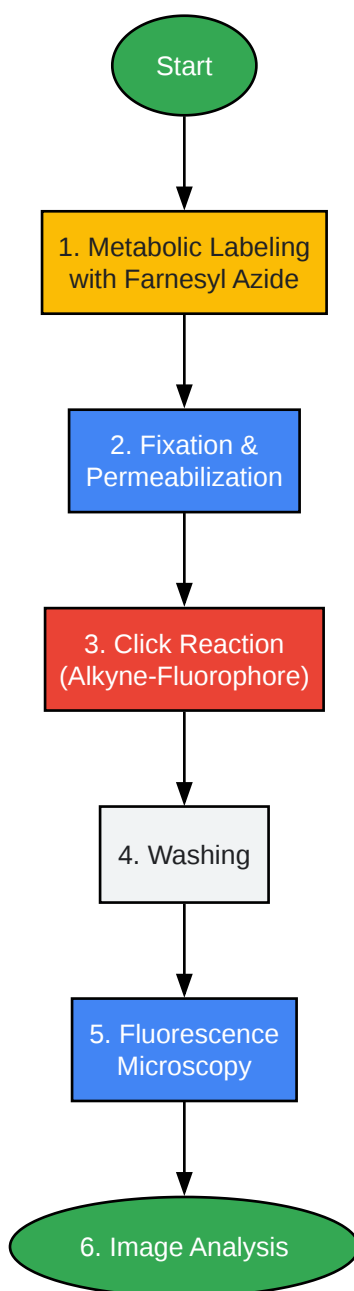 Start
1. Metabolic Labeling
with Farnesyl Azide
2. Fixation &
Permeabilization
3. Click Reaction
(Alkyne-Fluorophore)
4. Washing
5. Fluorescence
Microscopy
6. Image Analysis